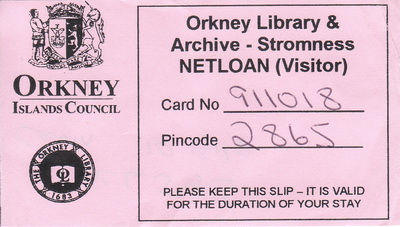 ORKNEY
ISLANDS COUNCIL
THE ORKNEY LIBRARY
1683
Orkney Library &
Archive - Stromness
NETLOAN (Visitor)
Card No 911018
Pincode 2865
PLEASE KEEP THIS SLIP – IT IS VALID
FOR THE DURATION OF YOUR STAY